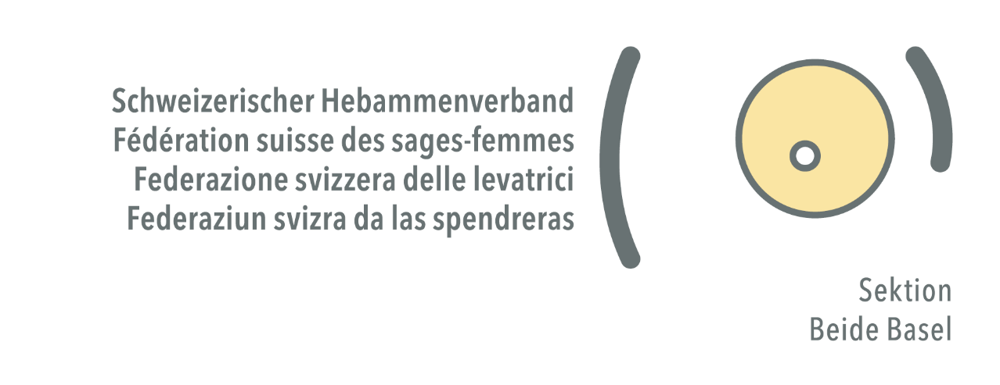 Schweizerischer Hebammenverband
Fédération suisse des sages-femmes
Federazione svizzera delle levatrici
Federaziun svizra da las spendreras
Sektion
Beide Basel